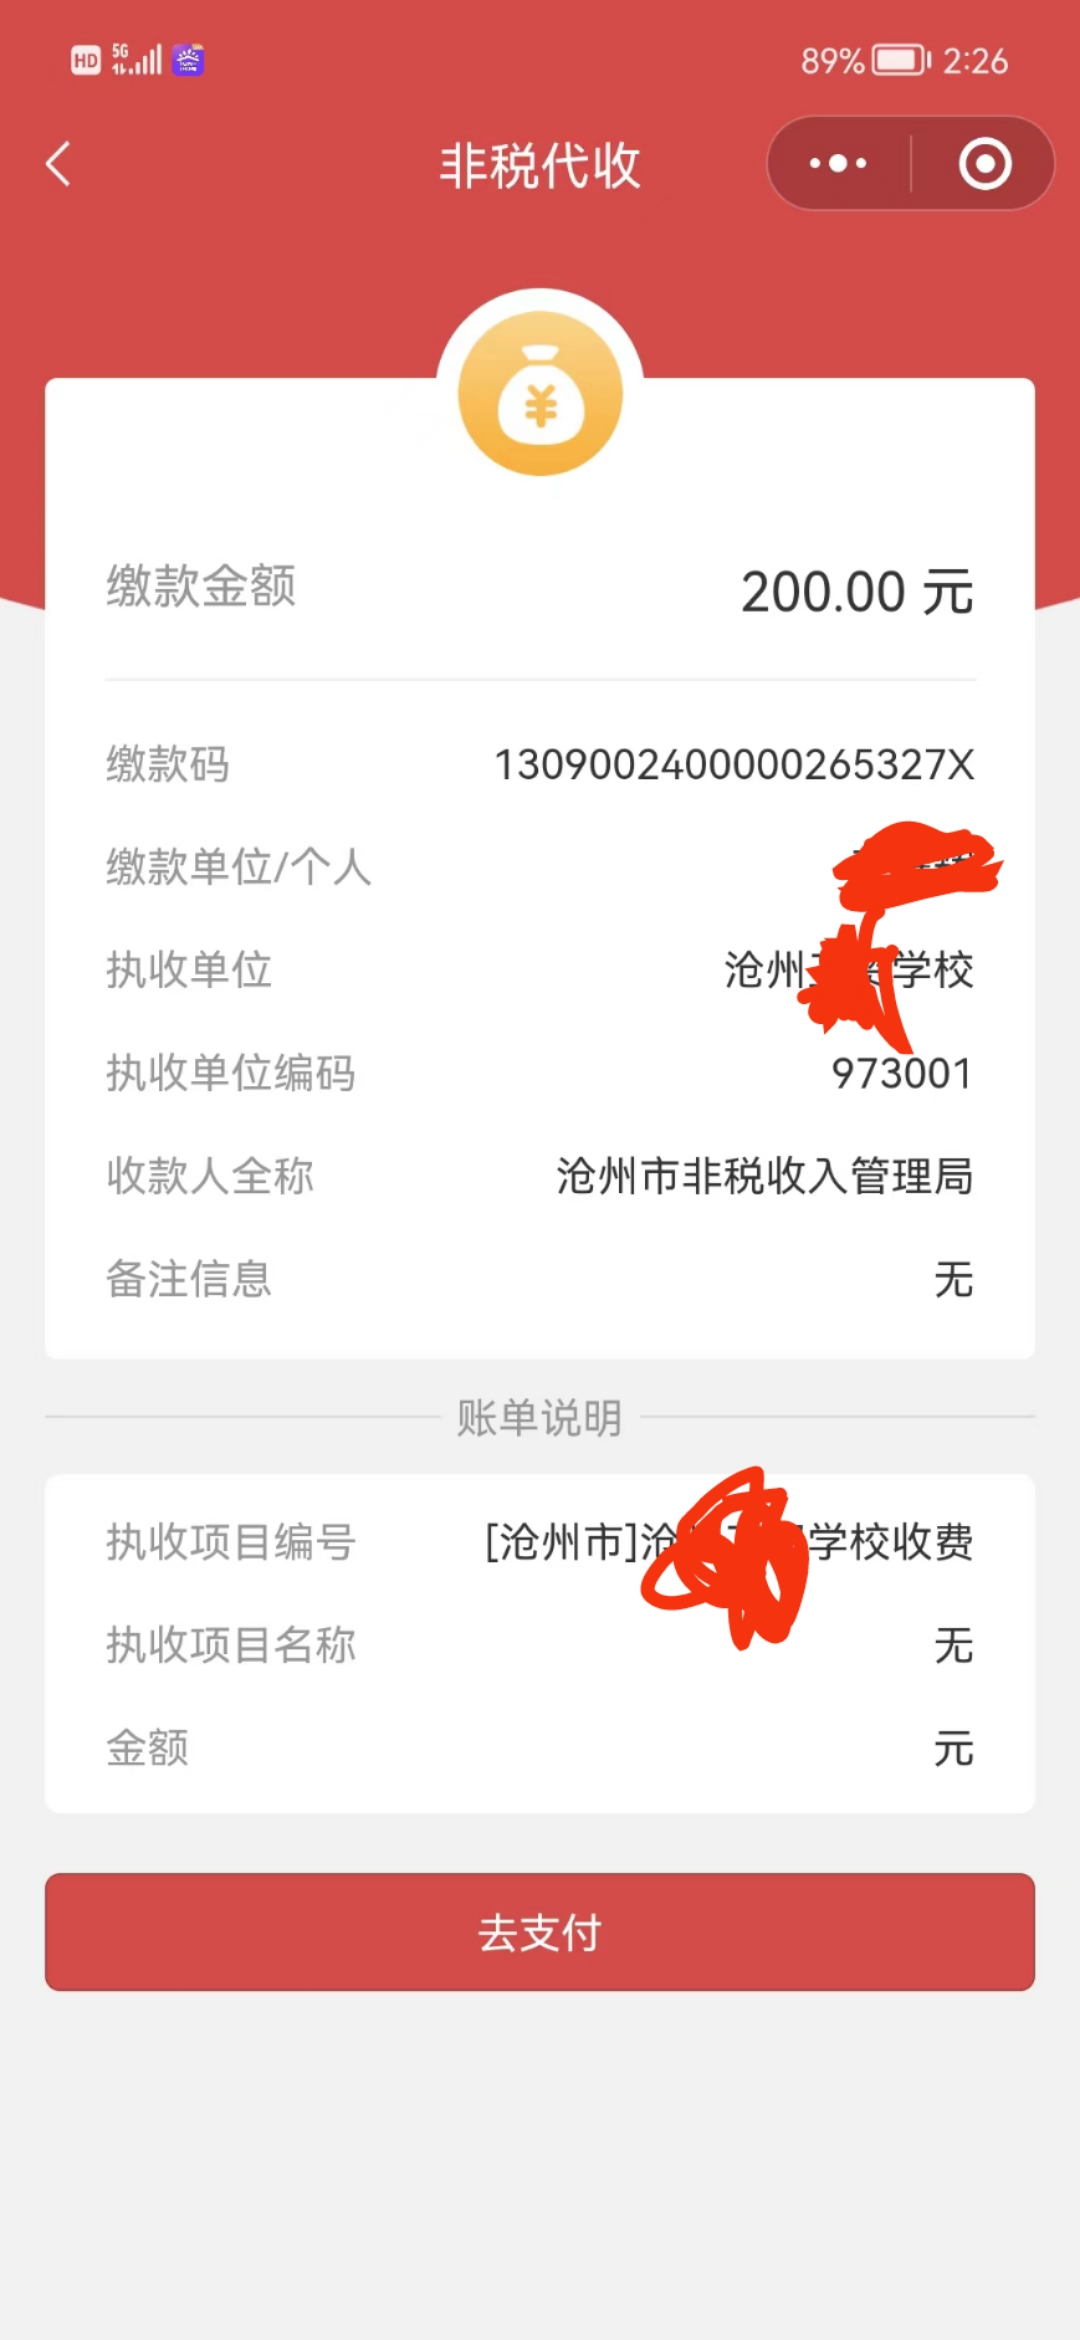 HD 5G 89% 2:26
非税代收
¥
缴款金额 200.00 元
缴款码 1309002400000265327X
缴款单位/个人
执收单位 沧州 学校
执收单位编码 973001
收款人全称 沧州市非税收入管理局
备注信息 无
账单说明
执收项目编号 [沧州市]沧 学校收费
执收项目名称 无
金额 元
去支付